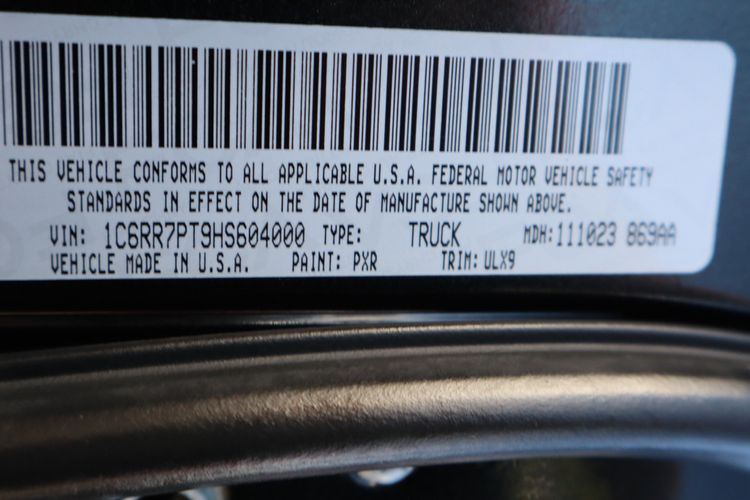 THIS VEHICLE CONFORMS TO ALL APPLICABLE U.S.A. FEDERAL MOTOR VEHICLE SAFETY
STANDARDS IN EFFECT ON THE DATE OF MANUFACTURE SHOWN ABOVE.
VIN: 1C6RR7PT9HS604000 TYPE: TRUCK MDH: 111023 869AA
VEHICLE MADE IN U.S.A. PAINT: PXR TRIM: ULX9